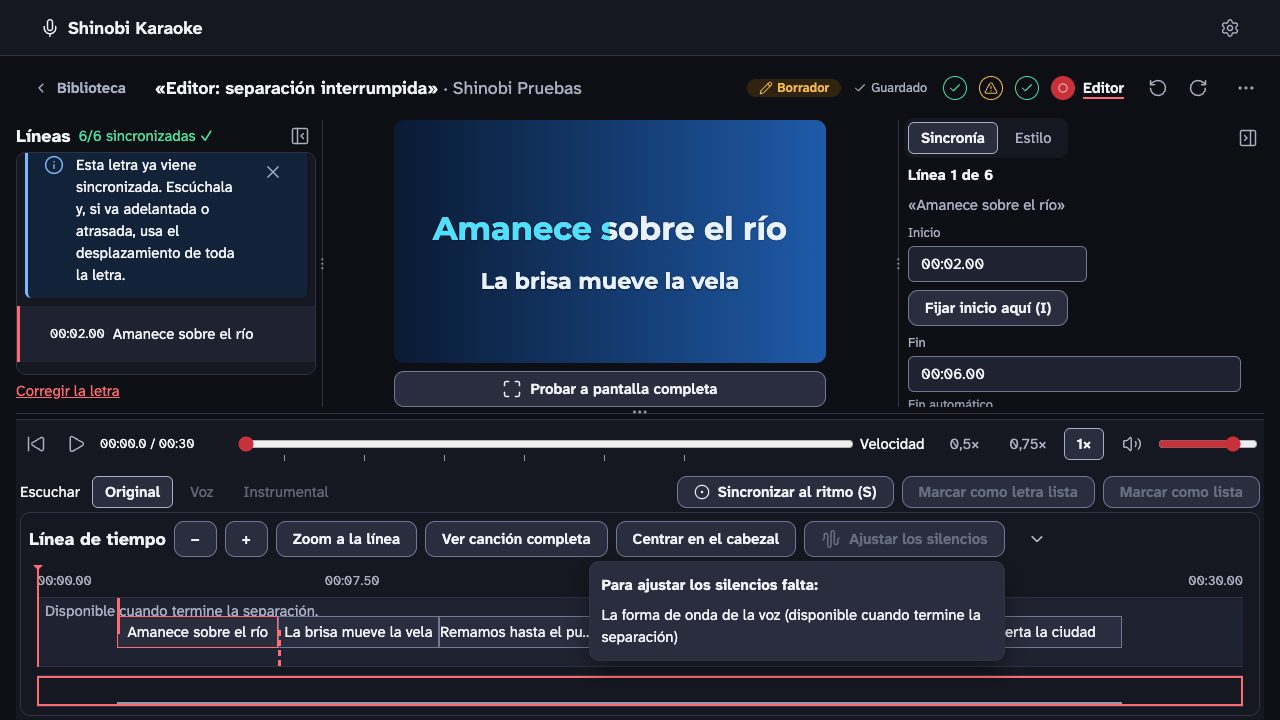 Shinobi Karaoke
Biblioteca
«Editor: separación interrumpida» · Shinobi Pruebas
Borrador
Guardado
Editor
Líneas 6/6 sincronizadas
Esta letra ya viene
sincronizada. Escúchala
y, si va adelantada o
atrasada, usa el
desplazamiento de toda
la letra.
00:02.00 Amanece sobre el río
Corregir la letra
Amanece sobre el río
La brisa mueve la vela
Probar a pantalla completa
Sincronía
Estilo
Línea 1 de 6
«Amanece sobre el río»
Inicio
00:02.00
Fijar inicio aquí (I)
Fin
00:06.00
Fin automático
00:00.0 / 00:30
Velocidad 0,5× 0,75× 1×
Escuchar Original Voz Instrumental
Sincronizar al ritmo (S) Marcar como letra lista Marcar como lista
Línea de tiempo − + Zoom a la línea Ver canción completa Centrar en el cabezal Ajustar los silencios
00:00.00 00:07.50 00:30.00
Para ajustar los silencios falta:
La forma de onda de la voz (disponible cuando termine la
separación)
Disponible cuando termine la separación.
Amanece sobre el río La brisa mueve la vela Remamos hasta el pu... erta la ciudad